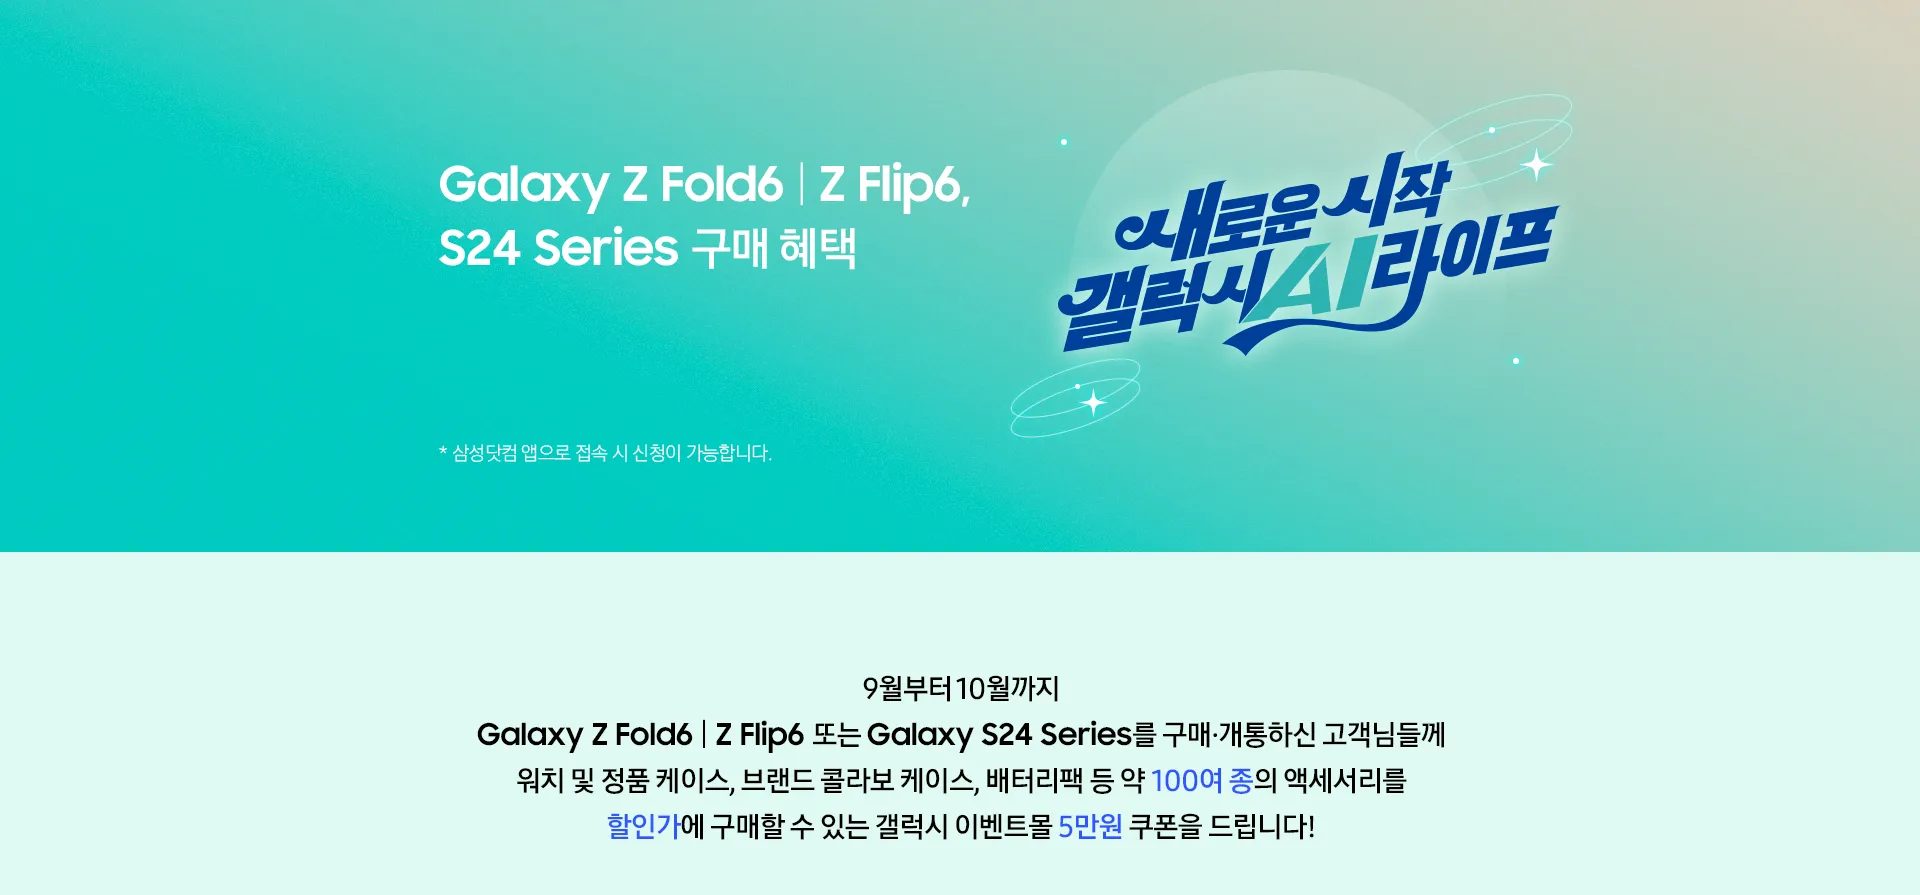 Galaxy Z Fold6 | Z Flip6,
S24 Series 구매 혜택
새로운 시작
갤럭시 AI 라이프
* 삼성닷컴 앱으로 접속 시 신청이 가능합니다.
9월부터 10월까지
Galaxy Z Fold6 | Z Flip6 또는 Galaxy S24 Series를 구매·개통하신 고객님들께
워치 및 정품 케이스, 브랜드 콜라보 케이스, 배터리팩 등 약 100여 종의 액세서리를
할인가에 구매할 수 있는 갤럭시 이벤트몰 5만원 쿠폰을 드립니다!